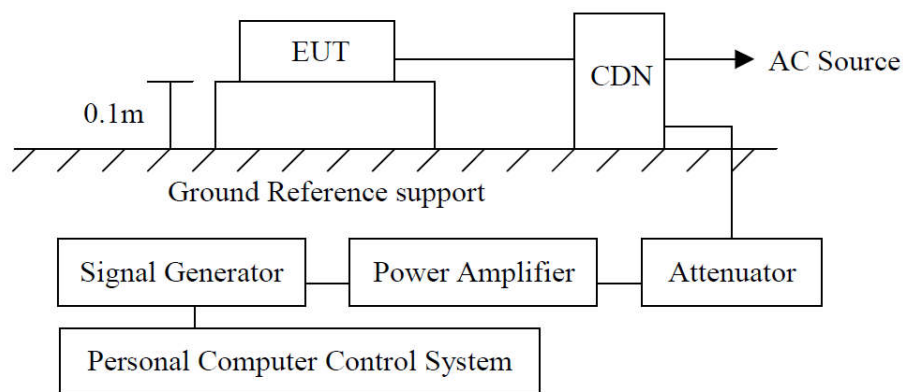 EUT
CDN
AC Source
0.1m
Ground Reference support
Signal Generator
Power Amplifier
Attenuator
Personal Computer Control System